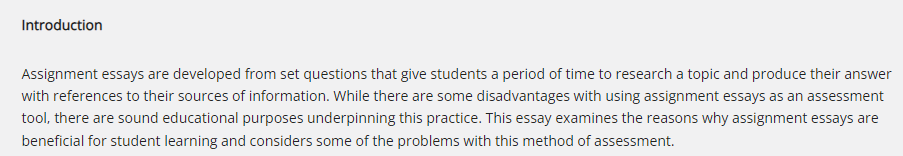 Introduction
Assignment essays are developed from set questions that give students a period of time to research a topic and produce their answer
with references to their sources of information. While there are some disadvantages with using assignment essays as an assessment
tool, there are sound educational purposes underpinning this practice. This essay examines the reasons why assignment essays are
beneficial for student learning and considers some of the problems with this method of assessment.